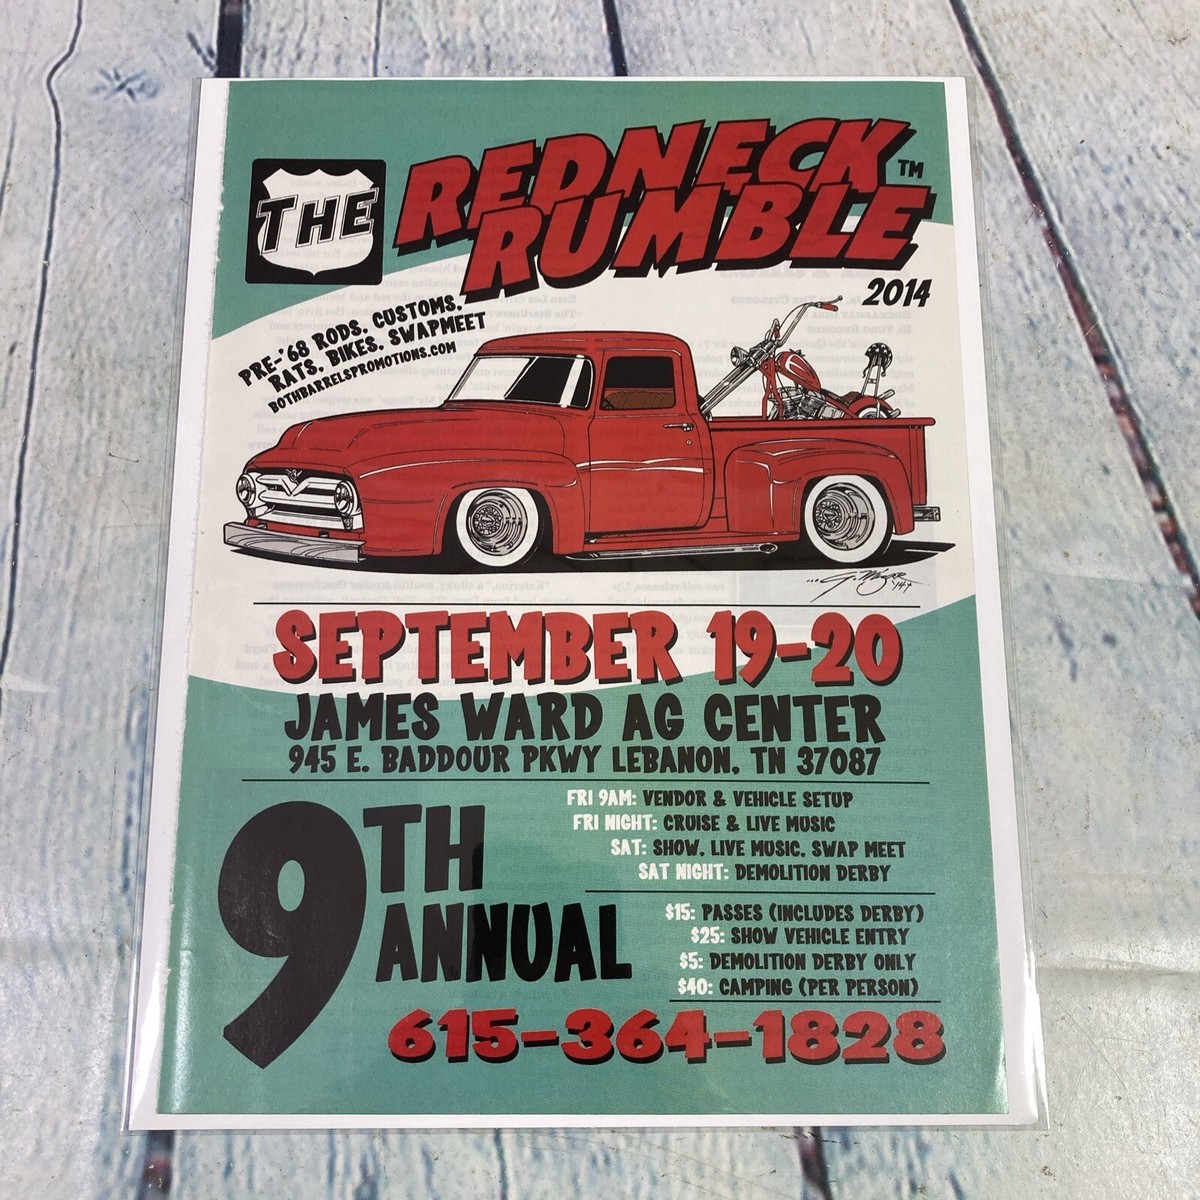 THE
REDNECK
RUMBLE™
2014
PRE-'68 RODS, CUSTOMS,
RATS, BIKES, SWAPMEET
BOTHBARRELSPROMOTIONS.COM
SEPTEMBER 19-20
JAMES WARD AG CENTER
945 E. BADDOUR PKWY LEBANON, TN 37087
9TH
ANNUAL
FRI 9AM: VENDOR & VEHICLE SETUP
FRI NIGHT: CRUISE & LIVE MUSIC
SAT: SHOW, LIVE MUSIC, SWAP MEET
SAT NIGHT: DEMOLITION DERBY
$15: PASSES (INCLUDES DERBY)
$25: SHOW VEHICLE ENTRY
$5: DEMOLITION DERBY ONLY
$40: CAMPING (PER PERSON)
615-364-1828